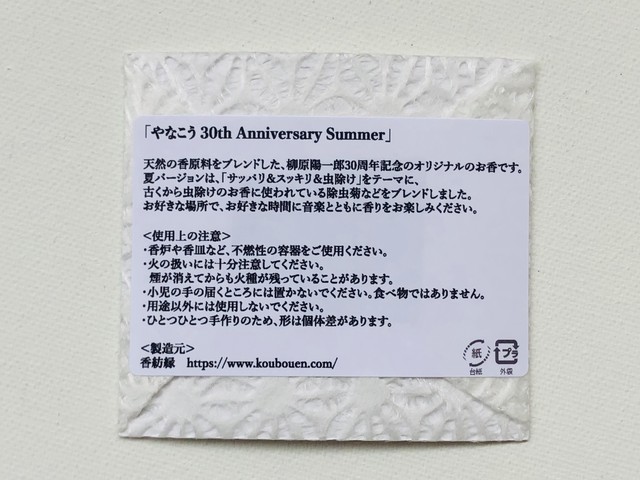 「やなこう 30th Anniversary Summer」
天然の香原料をブレンドした、柳原陽一郎30周年記念のオリジナルのお香です。
夏バージョンは、「サッパリ&スッキリ&虫除け」をテーマに、
古くから虫除けのお香に使われている除虫菊などをブレンドしました。
お好きな場所で、お好きな時間に音楽とともに香りをお楽しみください。
<使用上の注意>
・香炉や香皿など、不燃性の容器をご使用ください。
・火の扱いには十分注意してください。
煙が消えてからも火種が残っていることがあります。
・小児の手の届くところには置かないでください。食べ物ではありません。
・用途以外には使用しないでください。
・ひとつひとつ手作りのため、形は個体差があります。
<製造元>
香紡縁 https://www.koubouen.com/
紙 プラ
台紙 外袋